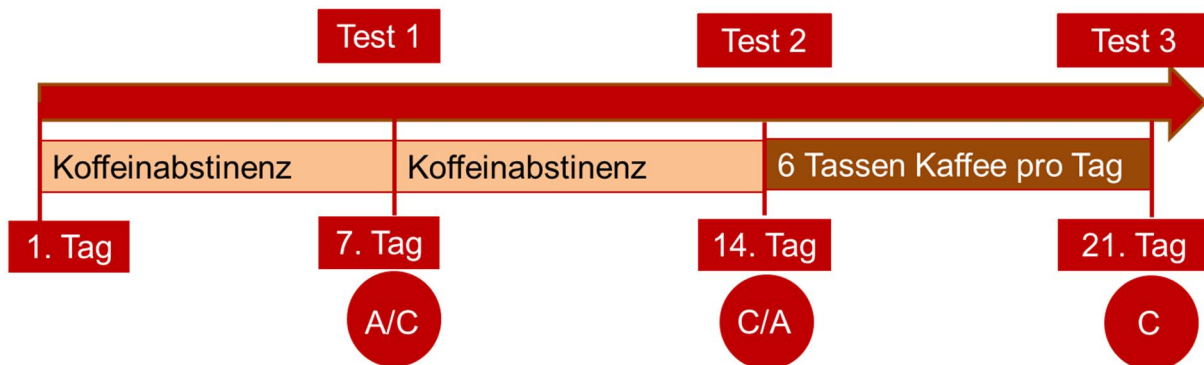 Test 1
Test 2
Test 3
Koffeinabstinenz
Koffeinabstinenz
6 Tassen Kaffee pro Tag
1. Tag
7. Tag
14. Tag
21. Tag
A/C
C/A
C